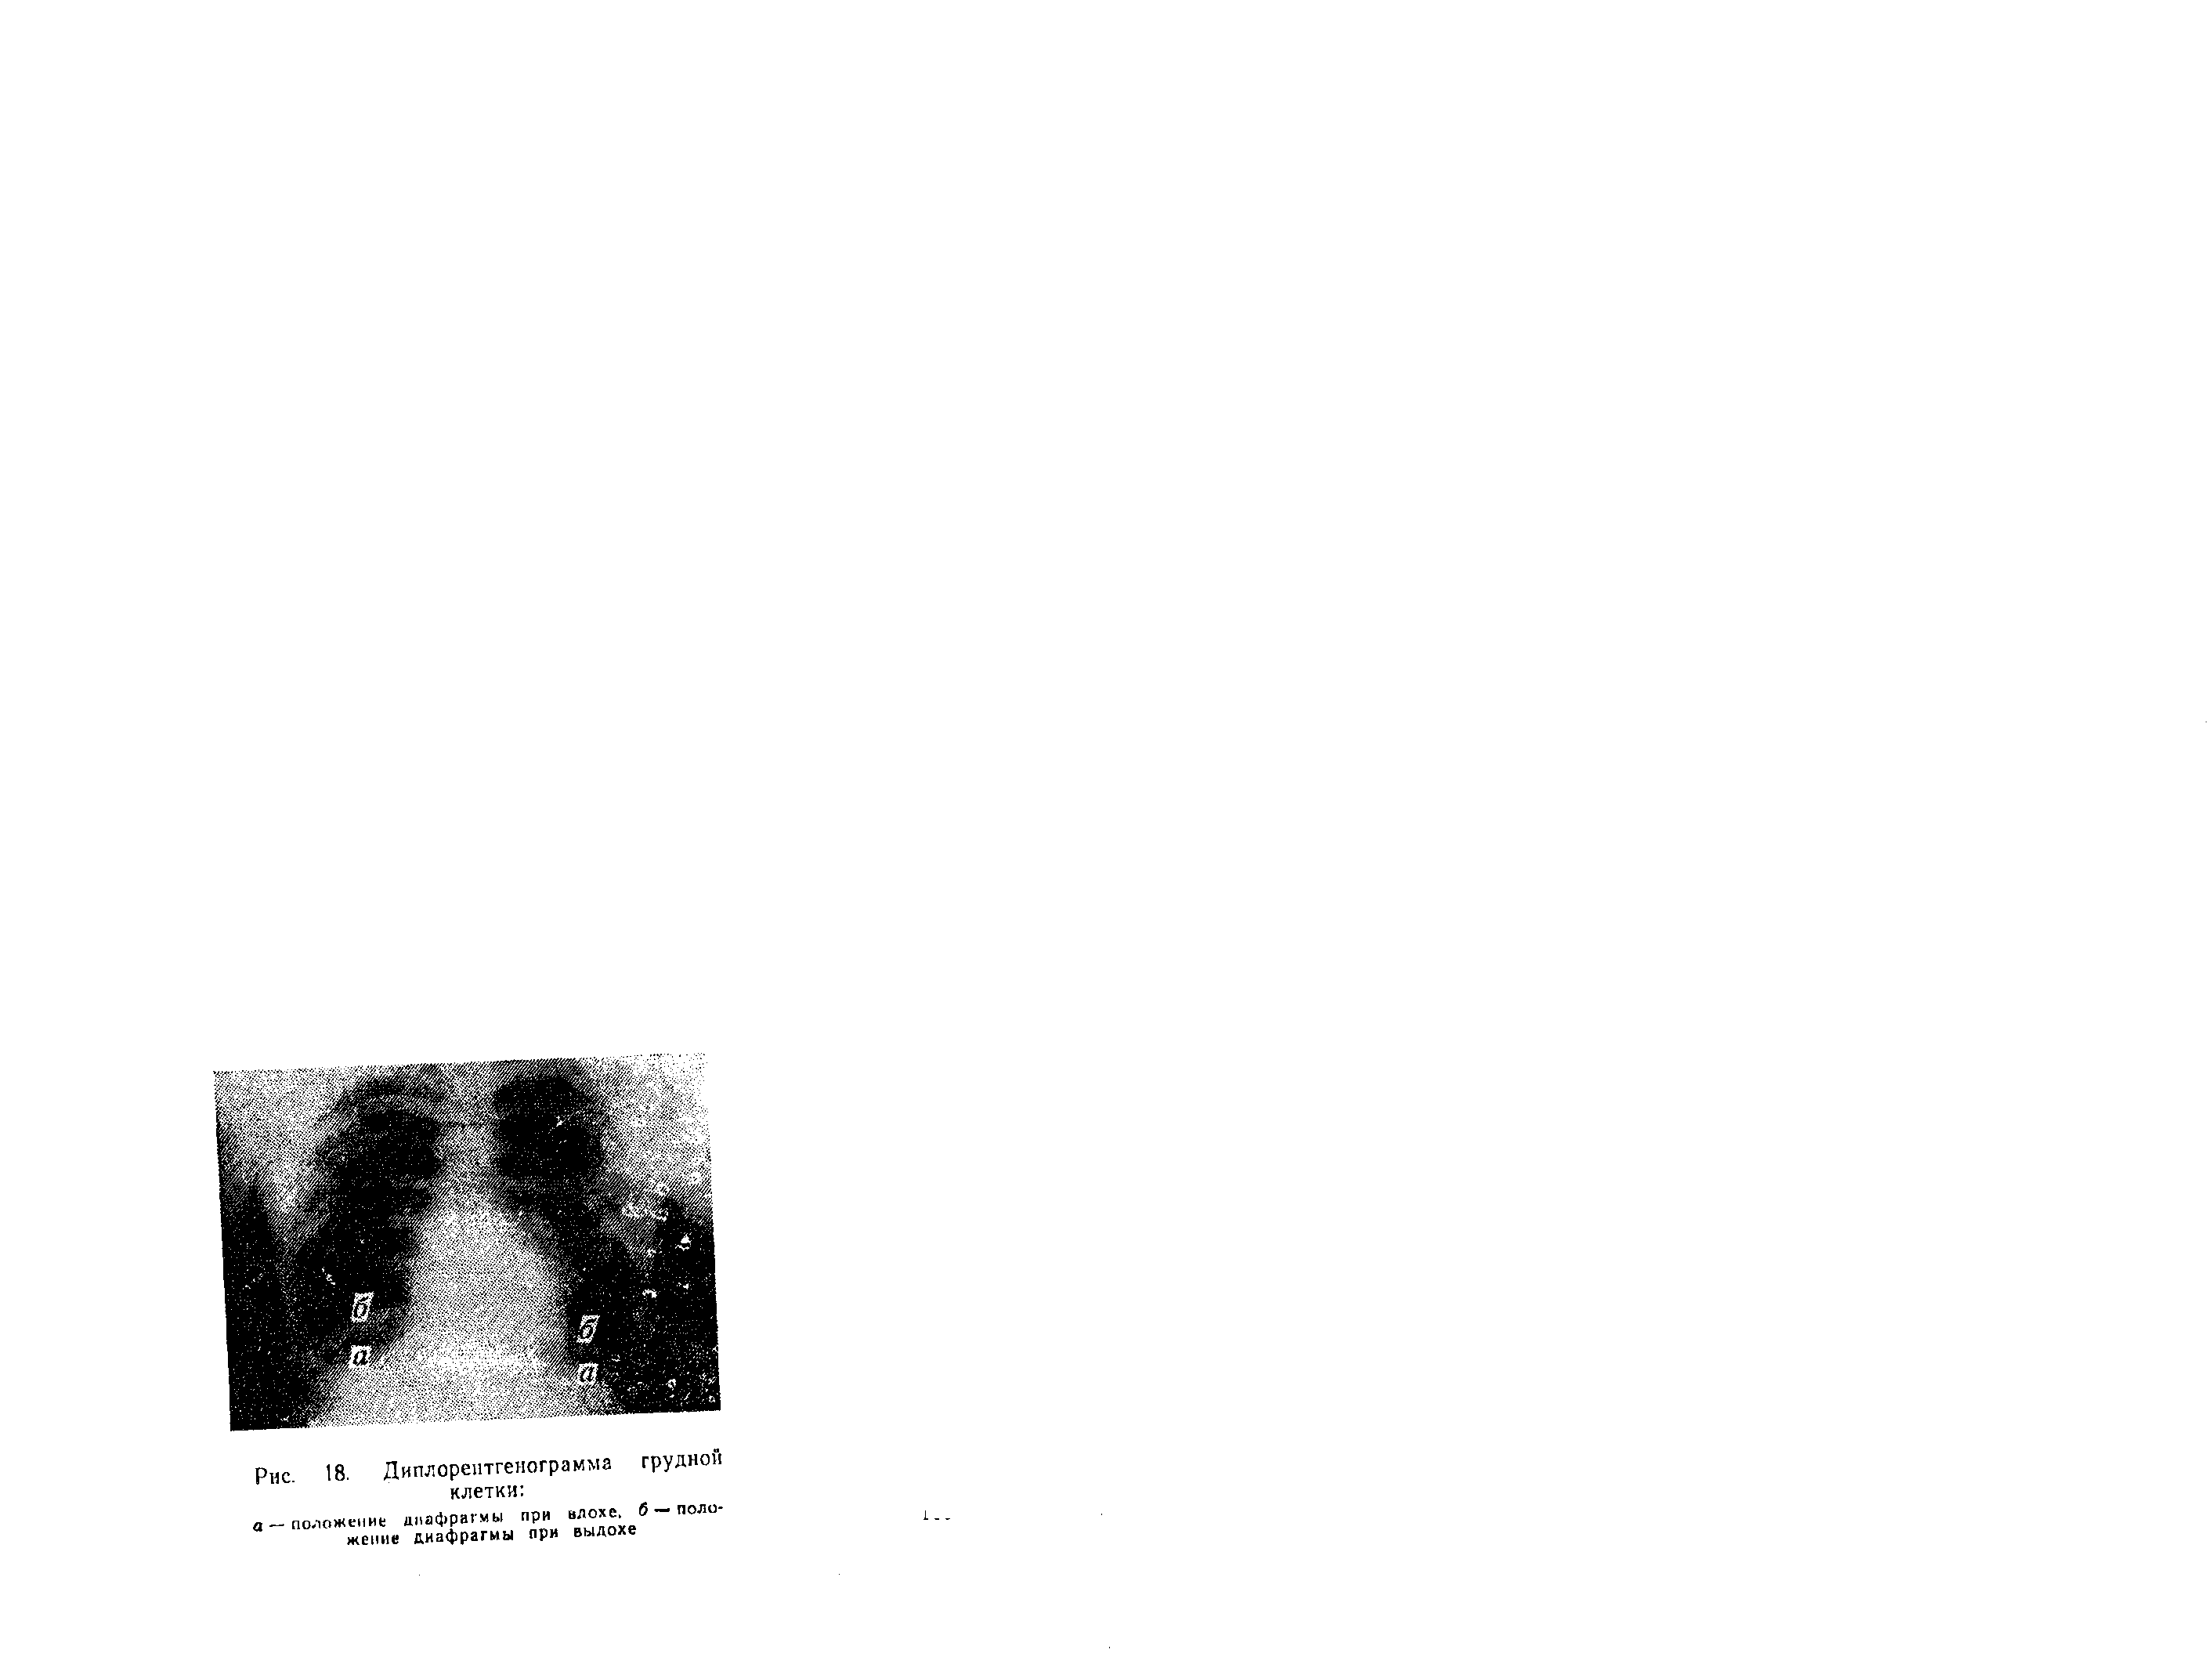 б
б
а
а
Рис. 18. Диплорентгенограмма грудной
клетки:
а — положение диафрагмы при вдохе, б — поло-
жение диафрагмы при выдохе